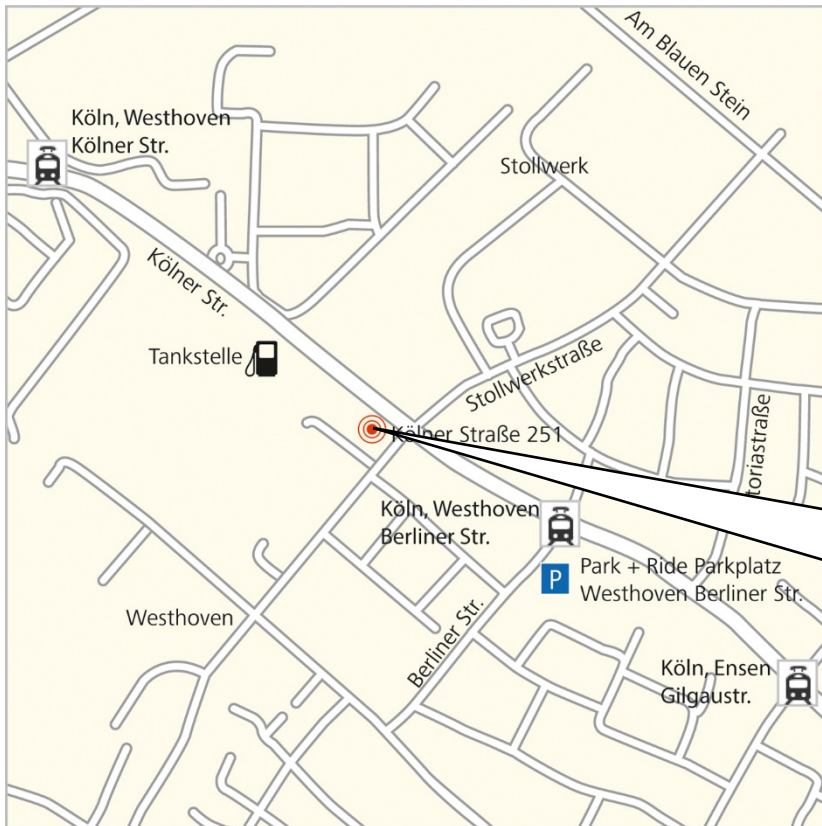 Am Blauen Stein
Köln, Westhoven
Kölner Str.
Stollwerk
Kölner Str.
Tankstelle
Stollwerkstraße
Kölner Straße 251
toriastraße
Köln, Westhoven
Berliner Str.
P
Park + Ride Parkplatz
Westhoven Berliner Str.
Westhoven
Berliner Str.
Köln, Ensen
Gilgaustr.